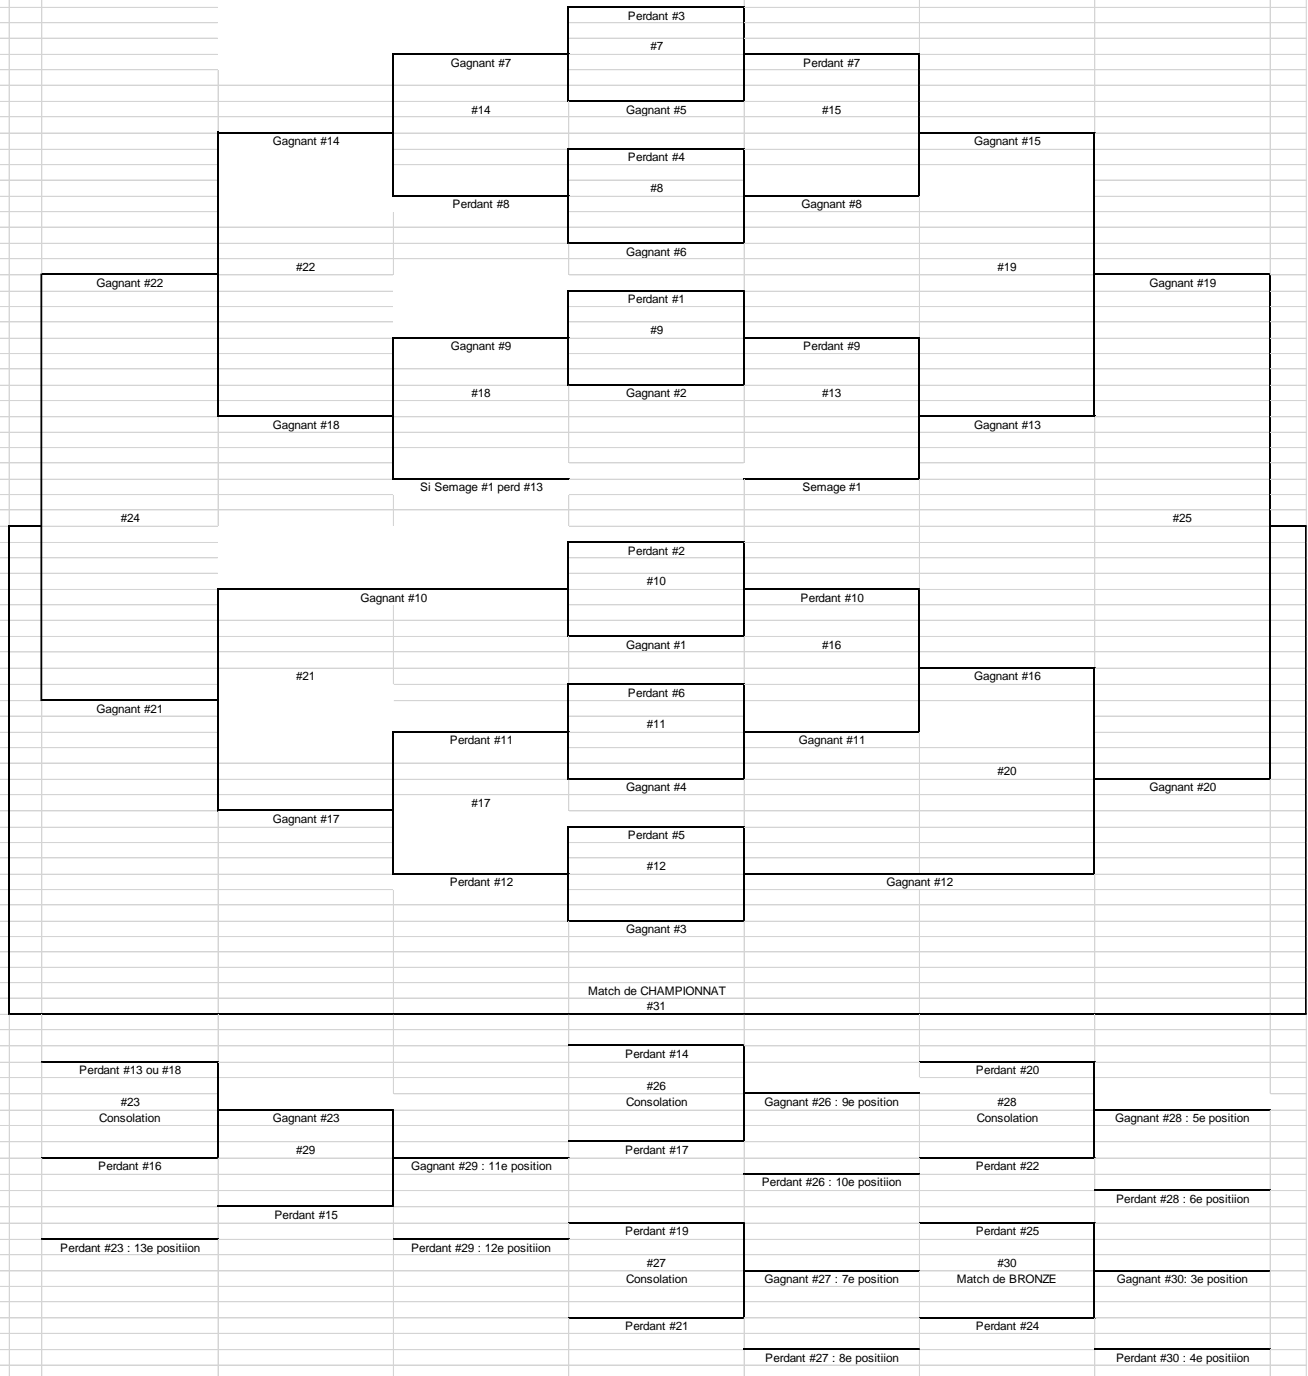 Perdant #3
#7
Gagnant #7
Perdant #7
#14
Gagnant #5
#15
Gagnant #14
Gagnant #15
Perdant #4
#8
Perdant #8
Gagnant #8
Gagnant #6
#22
#19
Gagnant #22
Gagnant #19
Perdant #1
#9
Gagnant #9
Perdant #9
#18
Gagnant #2
#13
Gagnant #18
Gagnant #13
Si Semage #1 perd #13
Semage #1
#24
#25
Perdant #2
#10
Gagnant #10
Perdant #10
Gagnant #1
#16
#21
Gagnant #16
Perdant #6
Gagnant #21
#11
Perdant #11
Gagnant #11
#20
Gagnant #4
Gagnant #20
#17
Gagnant #17
Perdant #5
#12
Perdant #12
Gagnant #12
Gagnant #3
Match de CHAMPIONNAT
#31
Perdant #14
Perdant #13 ou #18
Perdant #20
#26
#23
Consolation
Gagnant #26 : 9e position
#28
Consolation
Gagnant #23
Consolation
Gagnant #28 : 5e position
#29
Perdant #17
Perdant #16
Gagnant #29 : 11e position
Perdant #22
Perdant #26 : 10e positiion
Perdant #28 : 6e positiion
Perdant #15
Perdant #19
Perdant #25
Perdant #23 : 13e positiion
Perdant #29 : 12e positiion
#27
#30
Consolation
Gagnant #27 : 7e position
Match de BRONZE
Gagnant #30: 3e position
Perdant #21
Perdant #24
Perdant #27 : 8e positiion
Perdant #30 : 4e positiion